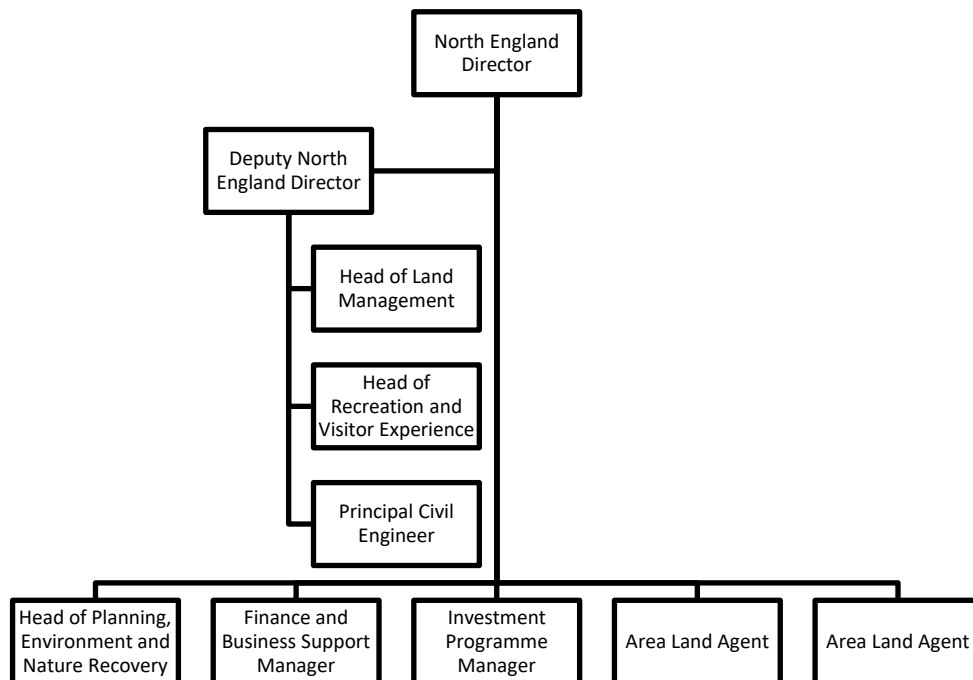 North England
Director
Deputy North
England Director
Head of Land
Management
Head of
Recreation and
Visitor Experience
Principal Civil
Engineer
Head of Planning,
Environment and
Nature Recovery
Finance and
Business Support
Manager
Investment
Programme
Manager
Area Land Agent
Area Land Agent